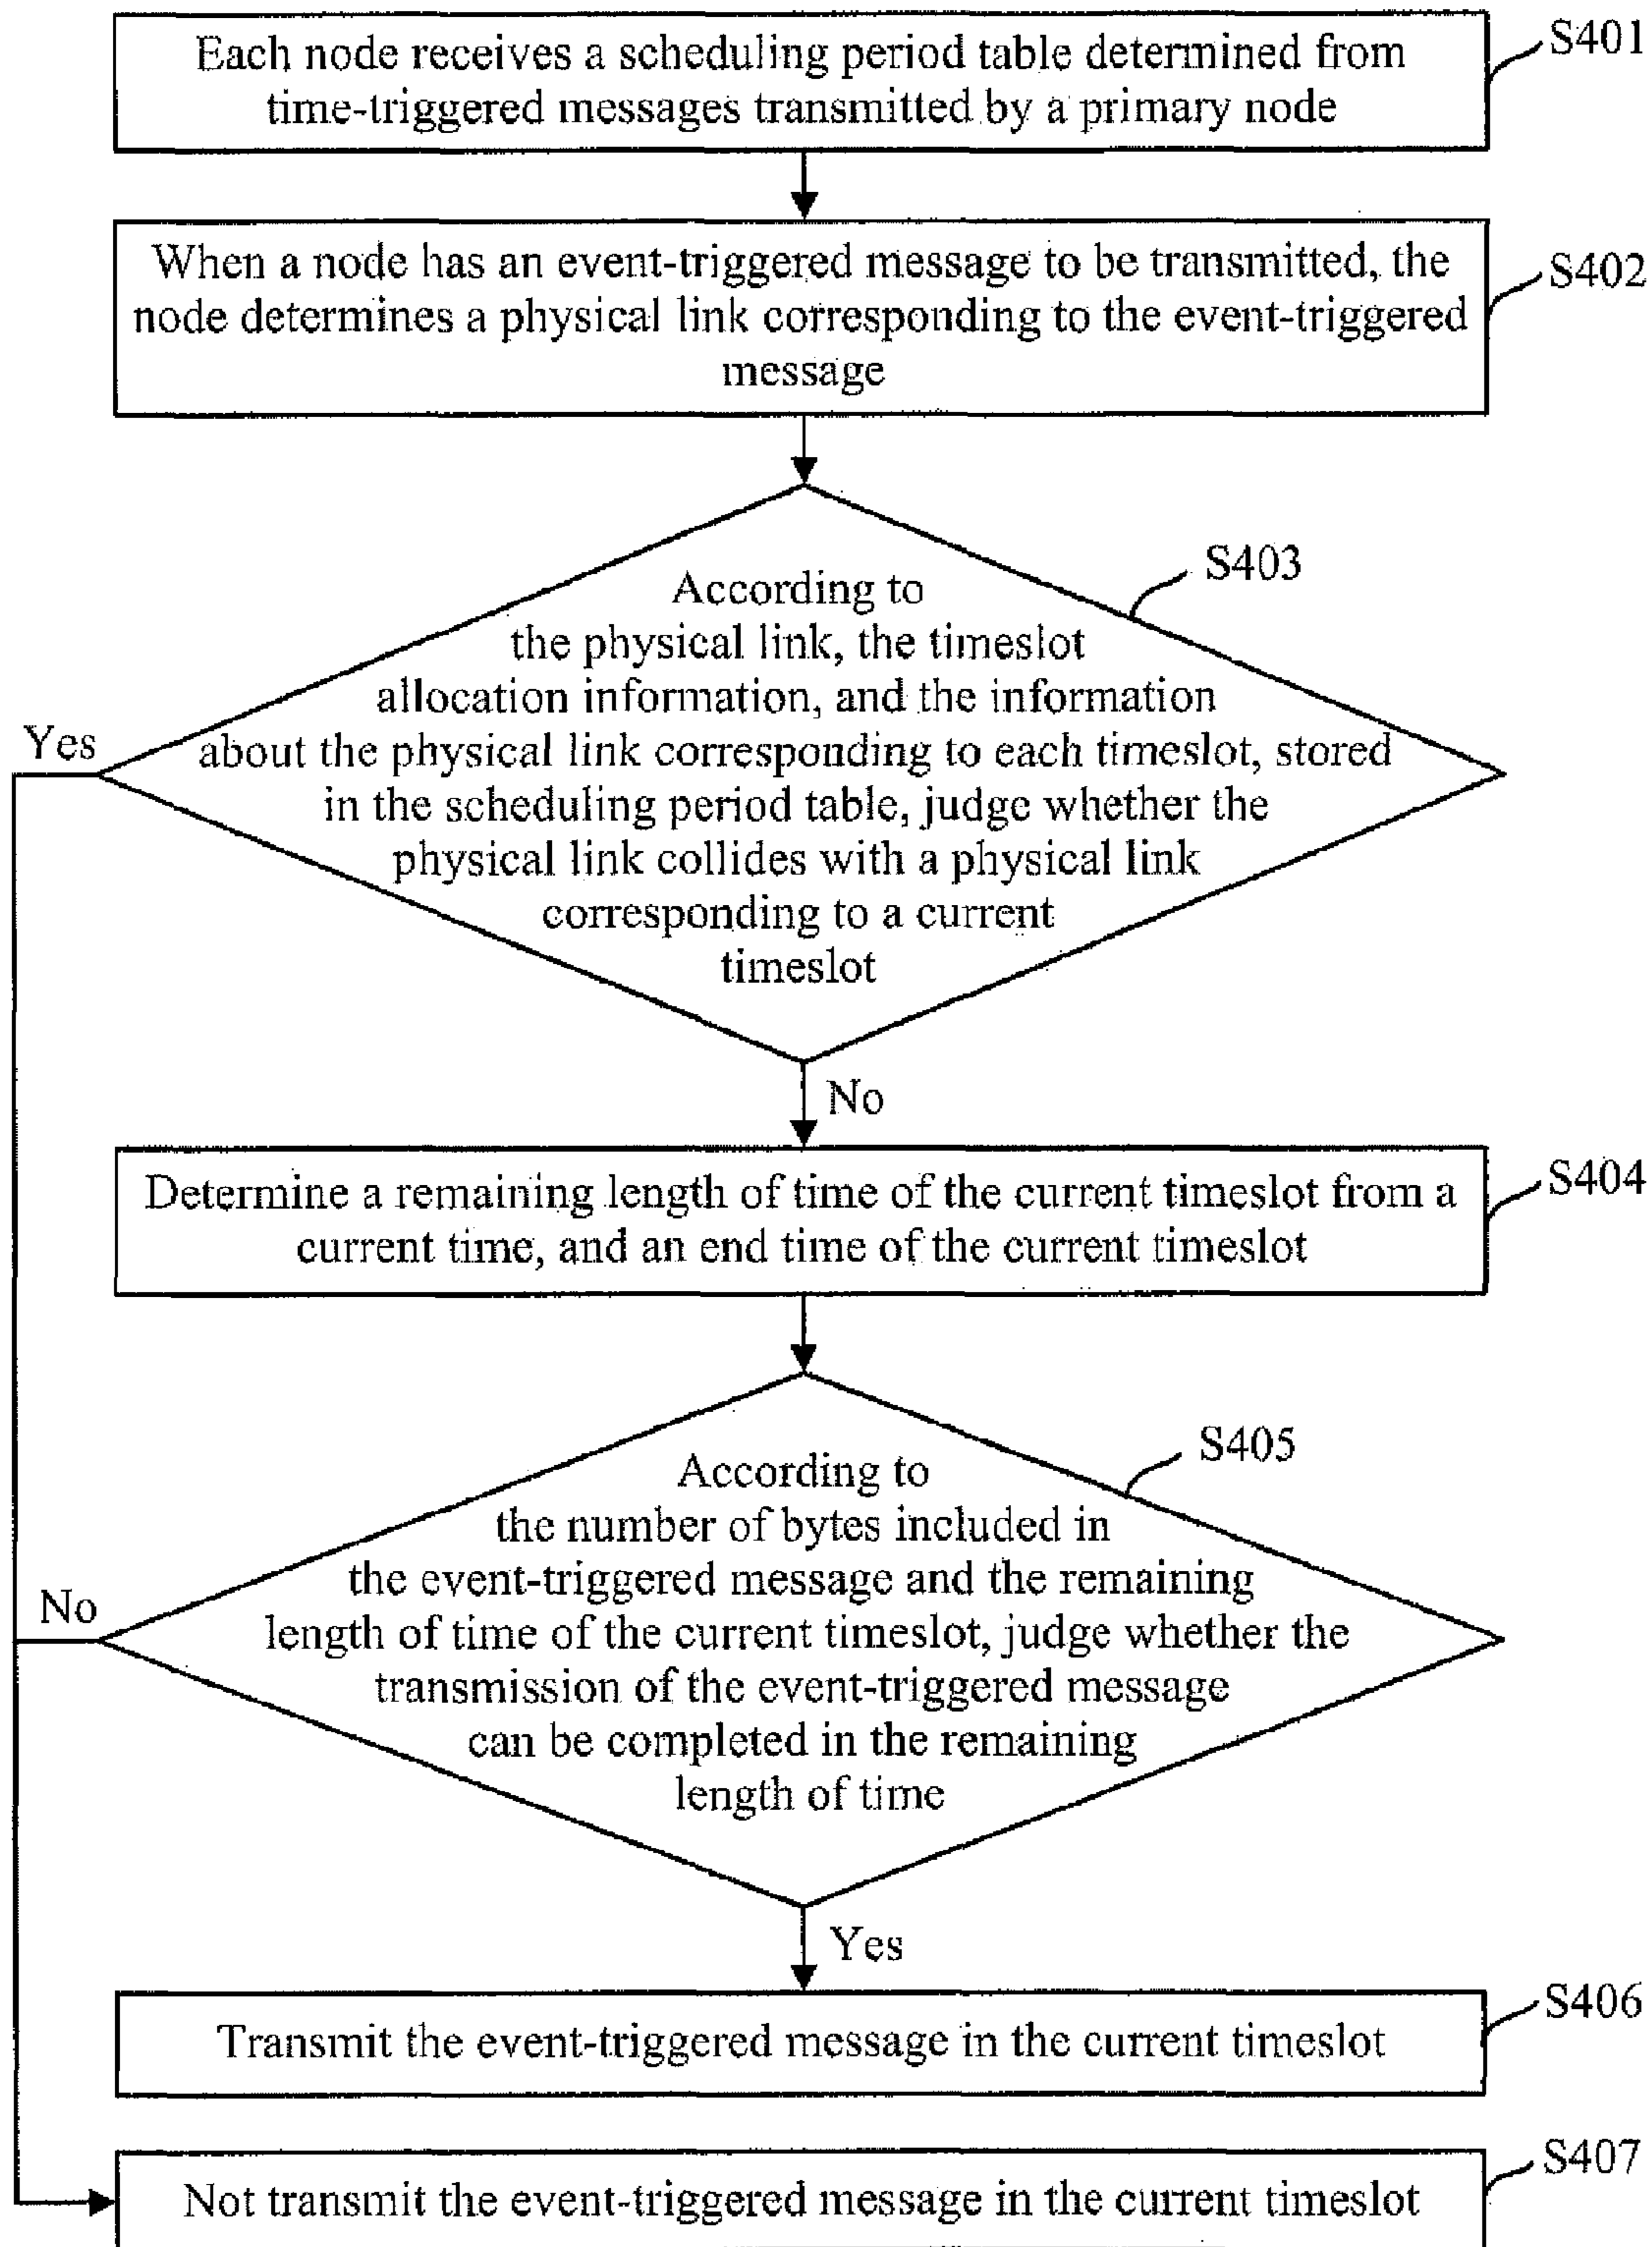 Each node receives a scheduling period table determined from
time-triggered messages transmitted by a primary node
S401
When a node has an event-triggered message to be transmitted, the
node determines a physical link corresponding to the event-triggered
message
S402
S403
According to
the physical link, the timeslot
allocation information, and the information
about the physical link corresponding to each timeslot, stored
in the scheduling period table, judge whether the
physical link collides with a physical link
corresponding to a current
timeslot
Yes
No
Determine a remaining length of time of the current timeslot from a
current time, and an end time of the current timeslot
S404
S405
According to
the number of bytes included in
the event-triggered message and the remaining
length of time of the current timeslot, judge whether the
transmission of the event-triggered message
can be completed in the remaining
length of time
No
Yes
Transmit the event-triggered message in the current timeslot
S406
Not transmit the event-triggered message in the current timeslot
S407